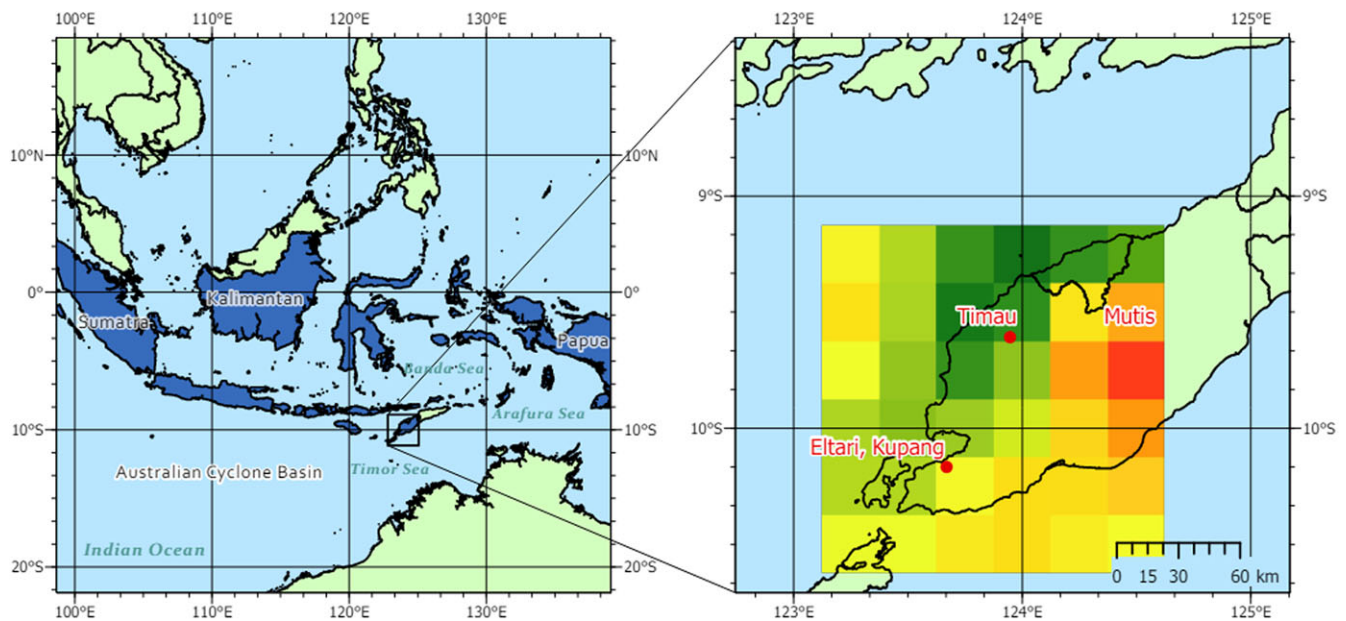 100°E 110°E 120°E 130°E
10°N 10°N
Kalimantan
0° 0°
Sumatra
Papua
Banda Sea
Arafura Sea
10°S 10°S
Australian Cyclone Basin
Timor Sea
Indian Ocean
20°S 20°S
100°E 110°E 120°E 130°E
123°E 124°E 125°E
9°S 9°S
Timau Mutis
10°S 10°S
Eltari, Kupang
0 15 30 60 km
123°E 124°E 125°E